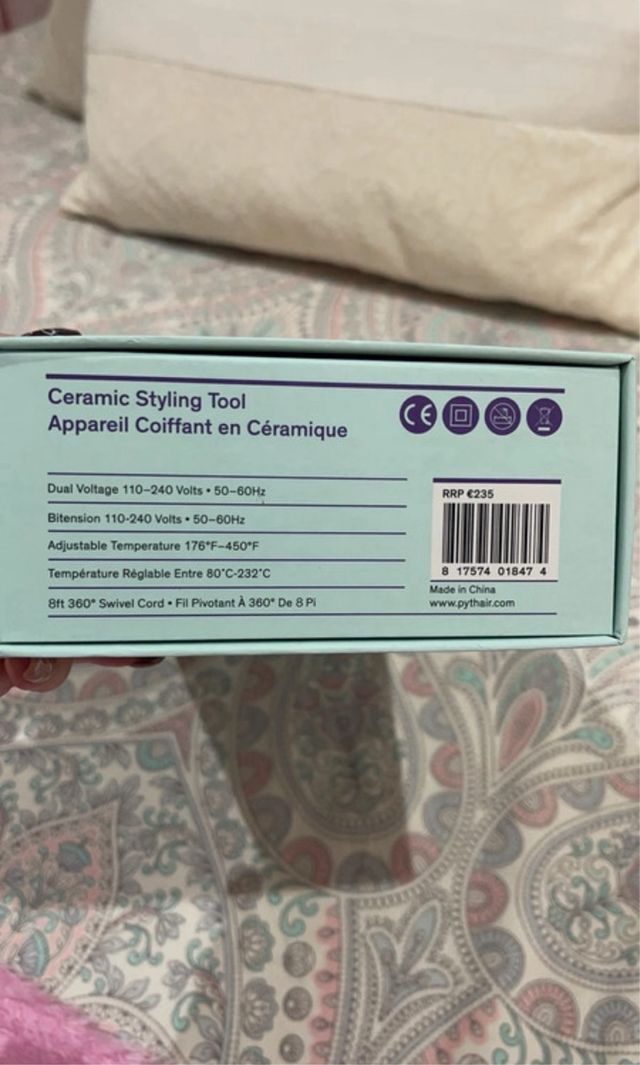 Ceramic Styling Tool
Appareil Coiffant en Céramique
CE
Dual Voltage 110–240 Volts • 50–60Hz
Bitension 110-240 Volts • 50–60Hz
Adjustable Temperature 176°F–450°F
Température Réglable Entre 80°C-232°C
8ft 360° Swivel Cord • Fil Pivotant À 360° De 8 Pi
RRP €235
8 17574 01847 4
Made in China
www.pythair.com